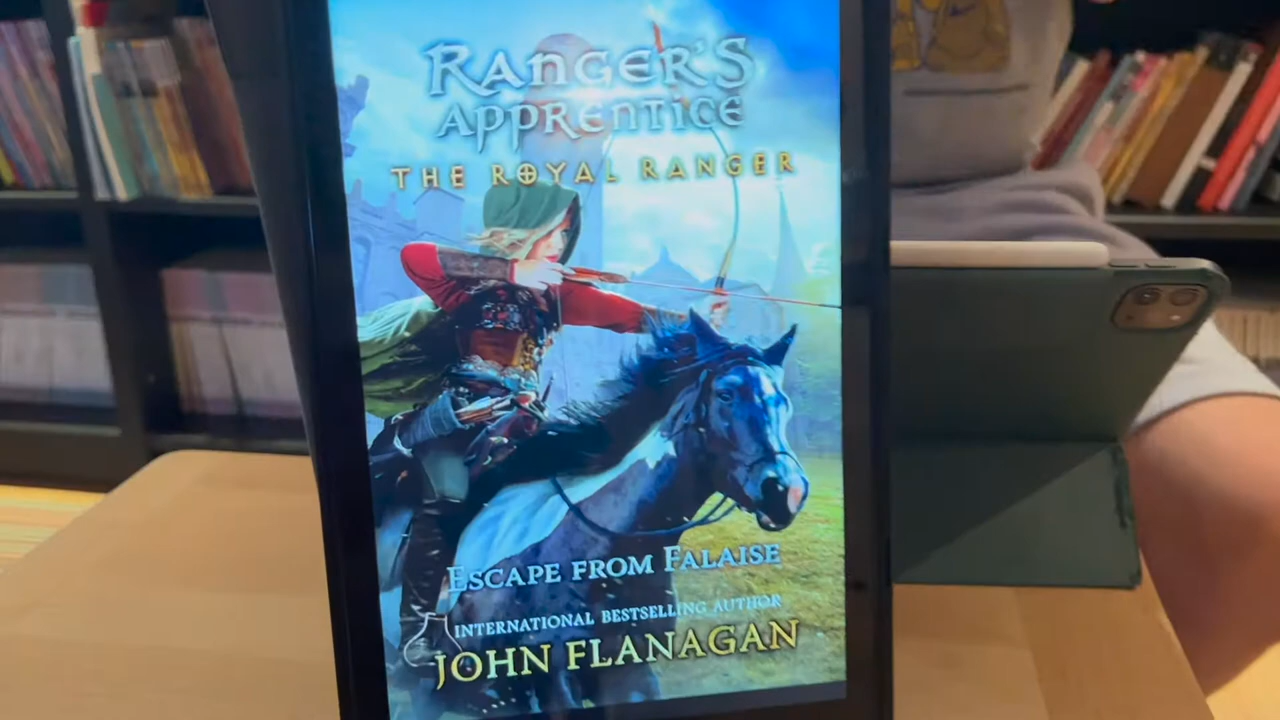 RANGER'S
APPRENTICE
THE ROYAL RANGER
ESCAPE FROM FALAISE
INTERNATIONAL BESTSELLING AUTHOR
JOHN FLANAGAN